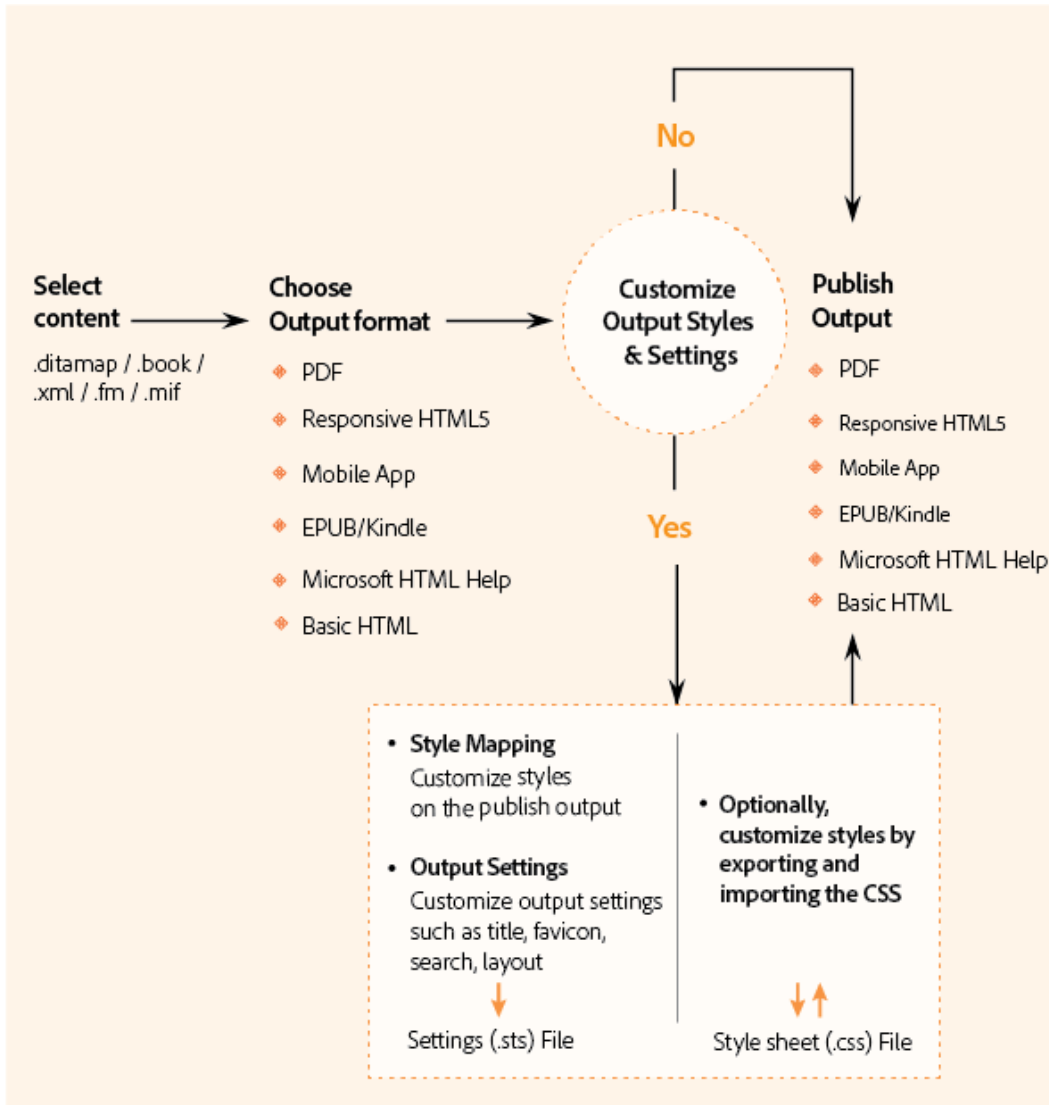 No
Select
content
.ditamap / .book /
.xml / .fm / .mif
Choose
Output format
PDF
Responsive HTML5
Mobile App
EPUB/Kindle
Microsoft HTML Help
Basic HTML
Customize
Output Styles
& Settings
Yes
Publish
Output
PDF
Responsive HTML5
Mobile App
EPUB/Kindle
Microsoft HTML Help
Basic HTML
• Style Mapping
Customize styles
on the publish output
• Output Settings
Customize output settings
such as title, favicon,
search, layout
Settings (.sts) File
• Optionally,
customize styles by
exporting and
importing the CSS
Style sheet (.css) File